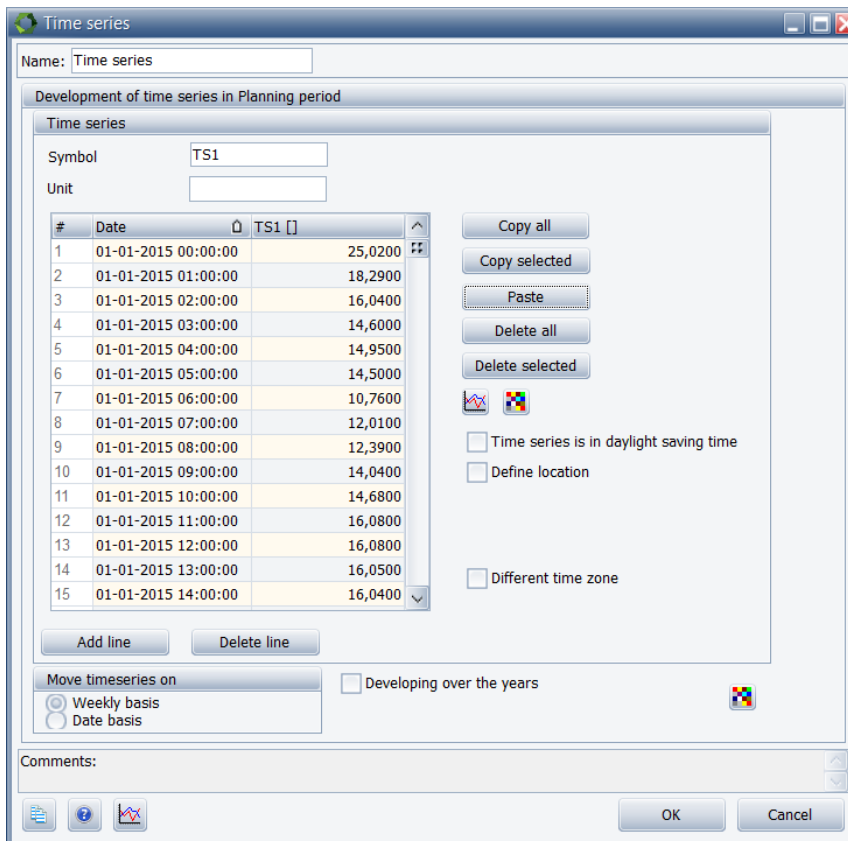 Time series
Name: Time series
Development of time series in Planning period
Time series
Symbol TS1
Unit
# Date TS1 []
1 01-01-2015 00:00:00 25,0200
2 01-01-2015 01:00:00 18,2900
3 01-01-2015 02:00:00 16,0400
4 01-01-2015 03:00:00 14,6000
5 01-01-2015 04:00:00 14,9500
6 01-01-2015 05:00:00 14,5000
7 01-01-2015 06:00:00 10,7600
8 01-01-2015 07:00:00 12,0100
9 01-01-2015 08:00:00 12,3900
10 01-01-2015 09:00:00 14,0400
11 01-01-2015 10:00:00 14,6800
12 01-01-2015 11:00:00 16,0800
13 01-01-2015 12:00:00 16,0800
14 01-01-2015 13:00:00 16,0500
15 01-01-2015 14:00:00 16,0400
Copy all
Copy selected
Paste
Delete all
Delete selected
Time series is in daylight saving time
Define location
Different time zone
Add line Delete line
Move timeseries on
Weekly basis
Date basis
Developing over the years
Comments:
OK Cancel